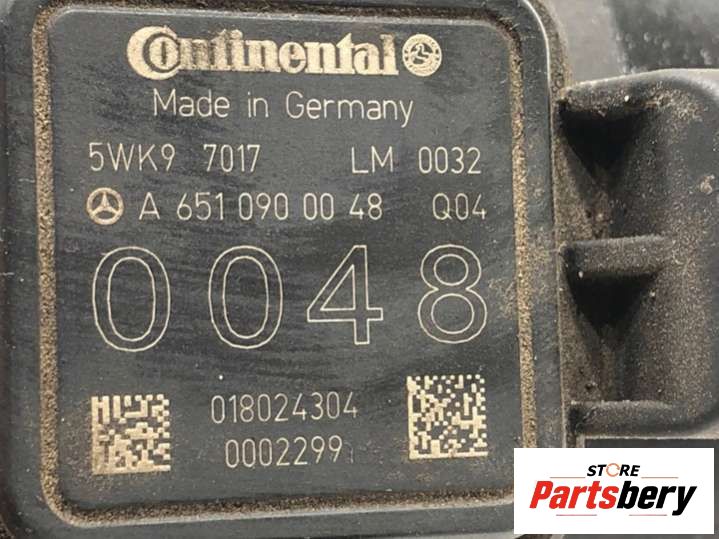 Continental
Made in Germany
5WK9 7017 LM 0032
A 651 090 00 48 Q04
0048
018024304
0002299
STORE
Partsbery